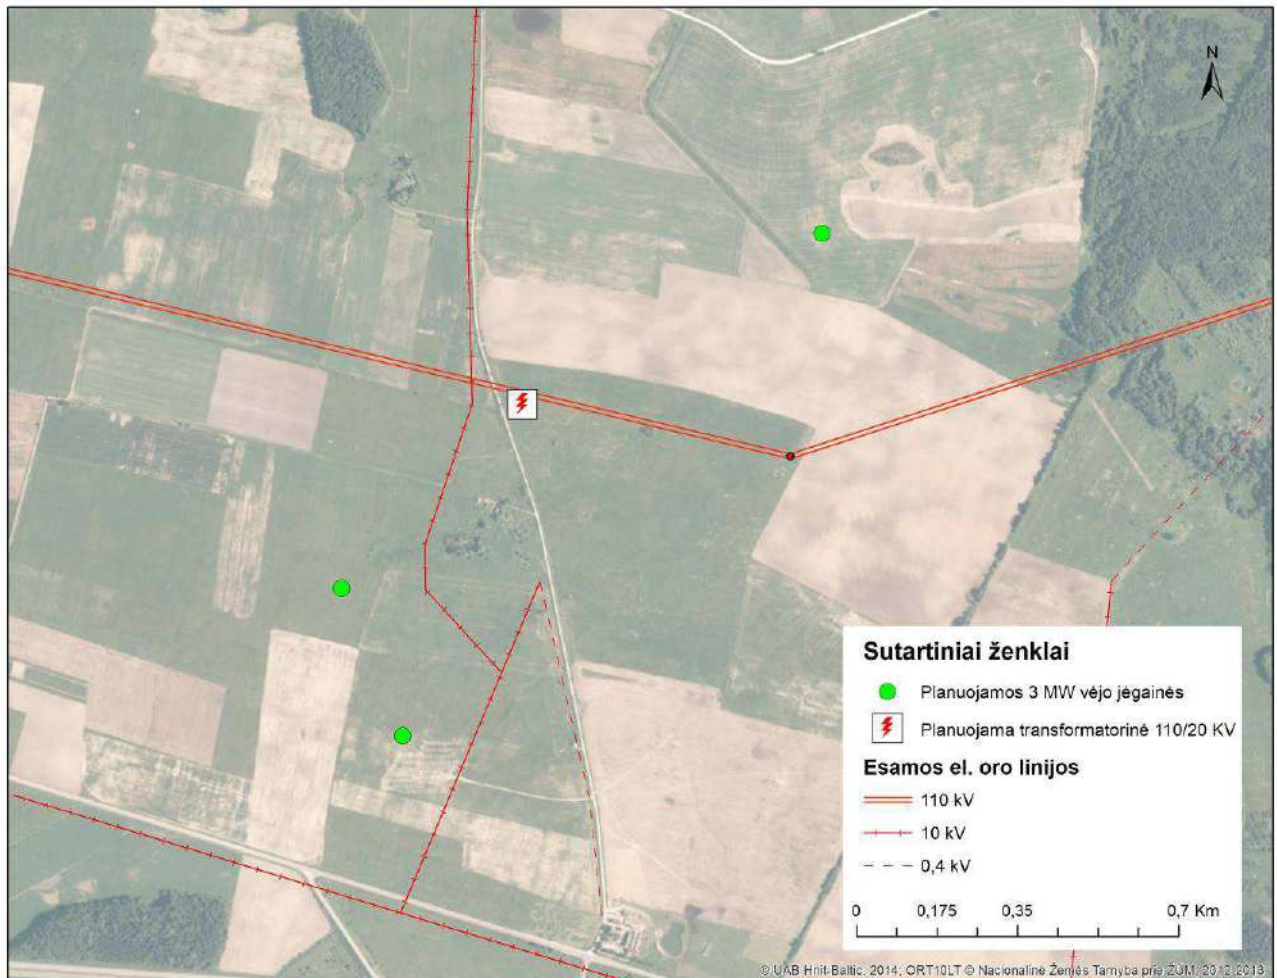 N
Sutartiniai ženklai
Planuojamos 3 MW vėjo jėgainės
Planuojama transformatorinė 110/20 KV
Esamos el. oro linijos
110 kV
10 kV
0,4 kV
0 0,175 0,35 0,7 Km
© UAB Hnit-Baltic, 2014; ORT10LT © Nacionalinė Žemės Tarnyba prie ŽŪM, 2012-2013